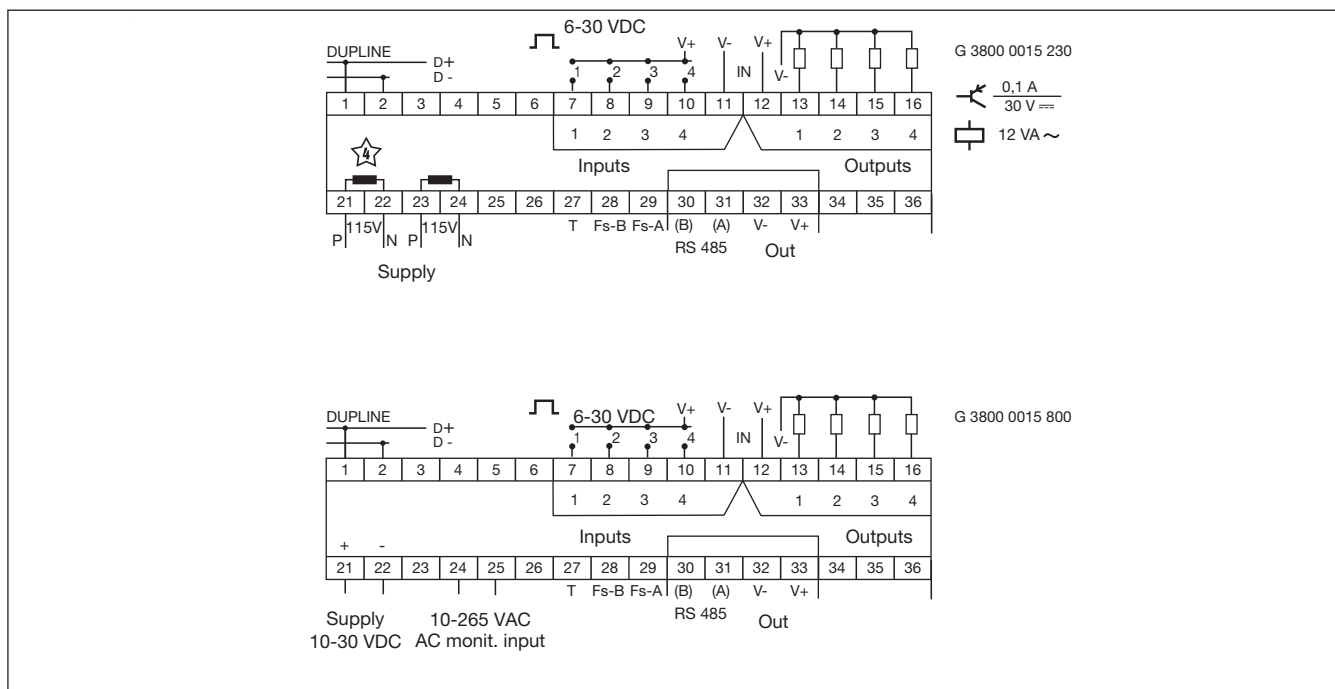 6-30 VDC
V+ V- V+
DUPLINE
D+
D -
1 2 3 4 IN V-
G 3800 0015 230
0,1 A
30 V
12 VA ~
1 2 3 4 5 6 7 8 9 10 11 12 13 14 15 16
1 2 3 4 1 2 3 4
4
Inputs Outputs
21 22 23 24 25 26 27 28 29 30 31 32 33 34 35 36
P 115V N P 115V N T Fs-B Fs-A (B) (A) V- V+
RS 485 Out
Supply
6-30 VDC
V+ V- V+
DUPLINE
D+
D -
1 2 3 4 IN V-
G 3800 0015 800
1 2 3 4 5 6 7 8 9 10 11 12 13 14 15 16
1 2 3 4 1 2 3 4
Inputs Outputs
+ -
21 22 23 24 25 26 27 28 29 30 31 32 33 34 35 36
T Fs-B Fs-A (B) (A) V- V+
RS 485 Out
Supply 10-265 VAC
10-30 VDC AC monit. input